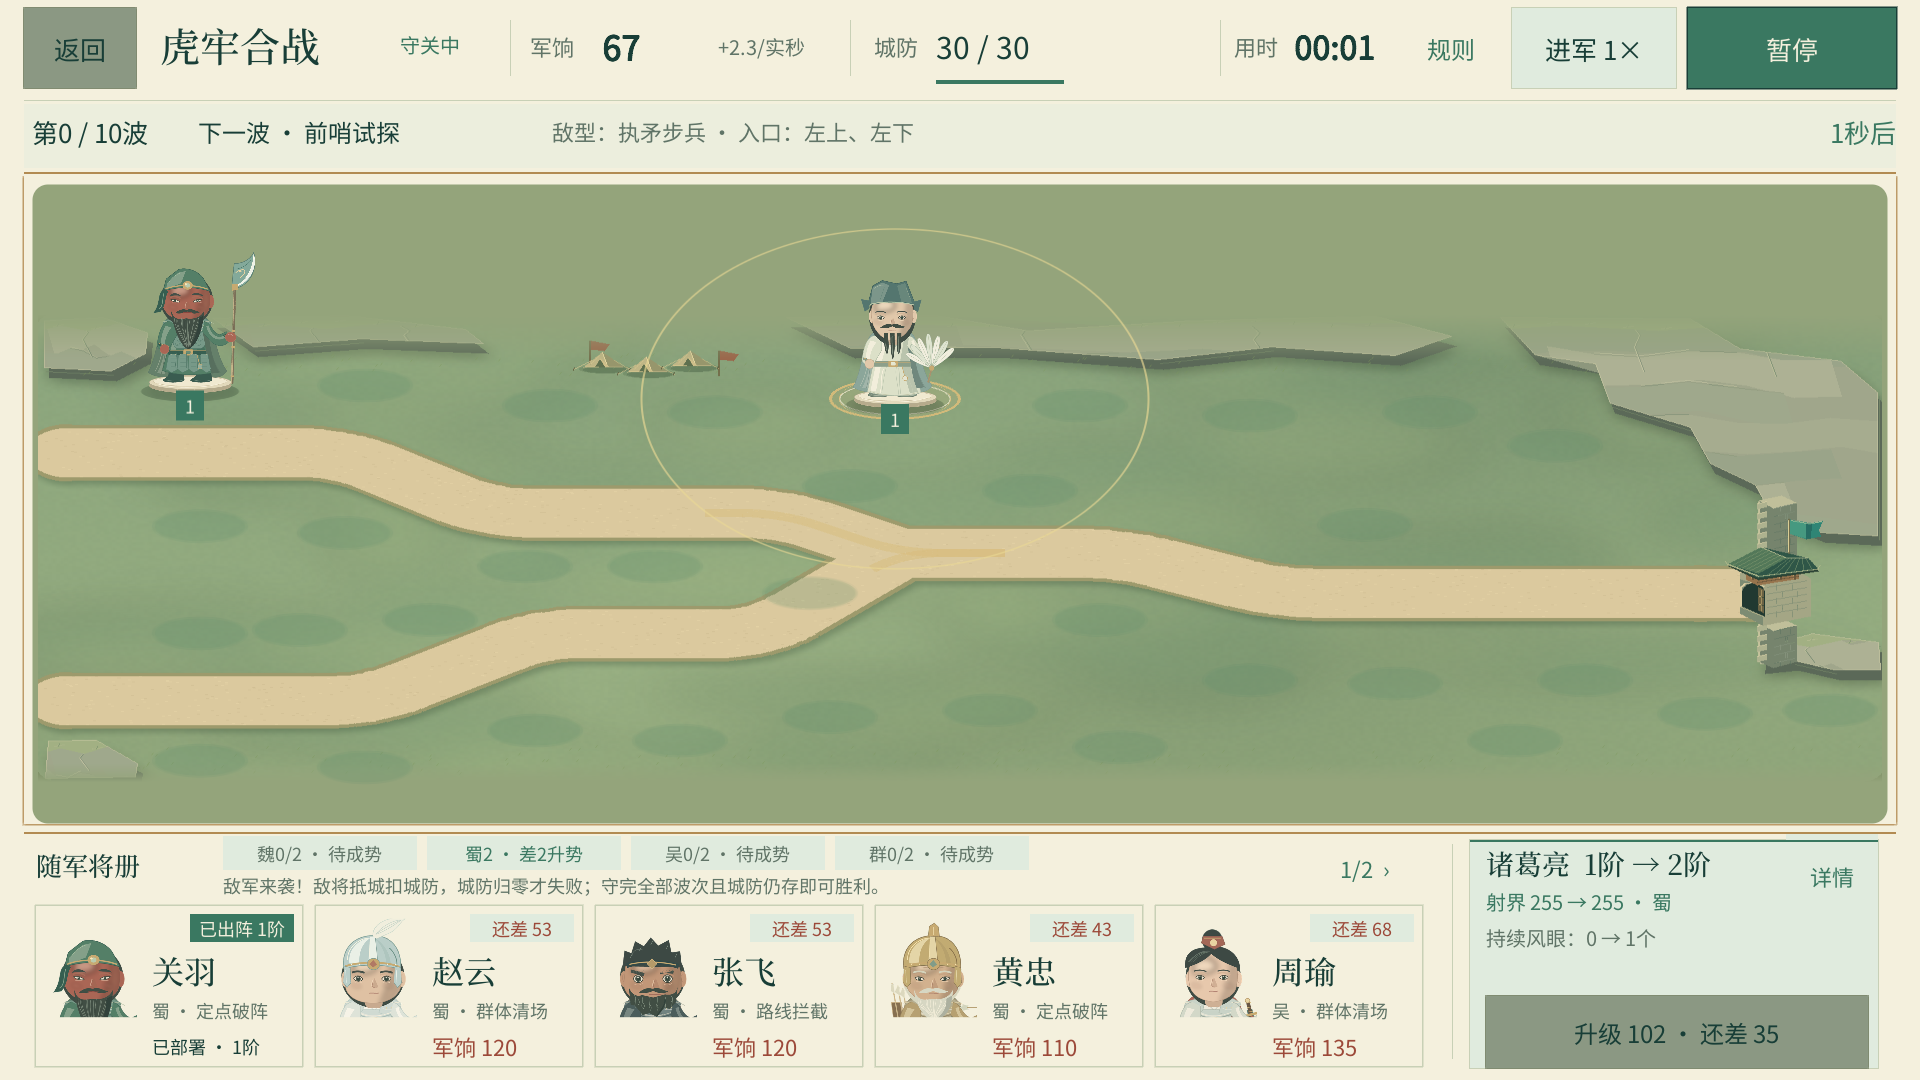 返回
虎牢合战
守关中
军饷 67
+2.3/实秒
城防 30 / 30
用时 00:01
规则
进军 1×
暂停
第0 / 10波
下一波 · 前哨试探
敌型：执矛步兵 · 入口：左上、左下
1秒后
1
1
随军将册
魏0/2 · 待成势
蜀2 · 差2升势
吴0/2 · 待成势
群0/2 · 待成势
敌军来袭！敌将抵城扣城防，城防归零才失败；守完全部波次且城防仍存即可胜利。
1/2 ›
已出阵 1阶
关羽
蜀 · 定点破阵
已部署 · 1阶
还差 53
赵云
蜀 · 群体清场
军饷 120
还差 53
张飞
蜀 · 路线拦截
军饷 120
还差 43
黄忠
蜀 · 定点破阵
军饷 110
还差 68
周瑜
吴 · 群体清场
军饷 135
诸葛亮 1阶 → 2阶
详情
射界 255 → 255 · 蜀
持续风眼：0 → 1个
升级 102 · 还差 35